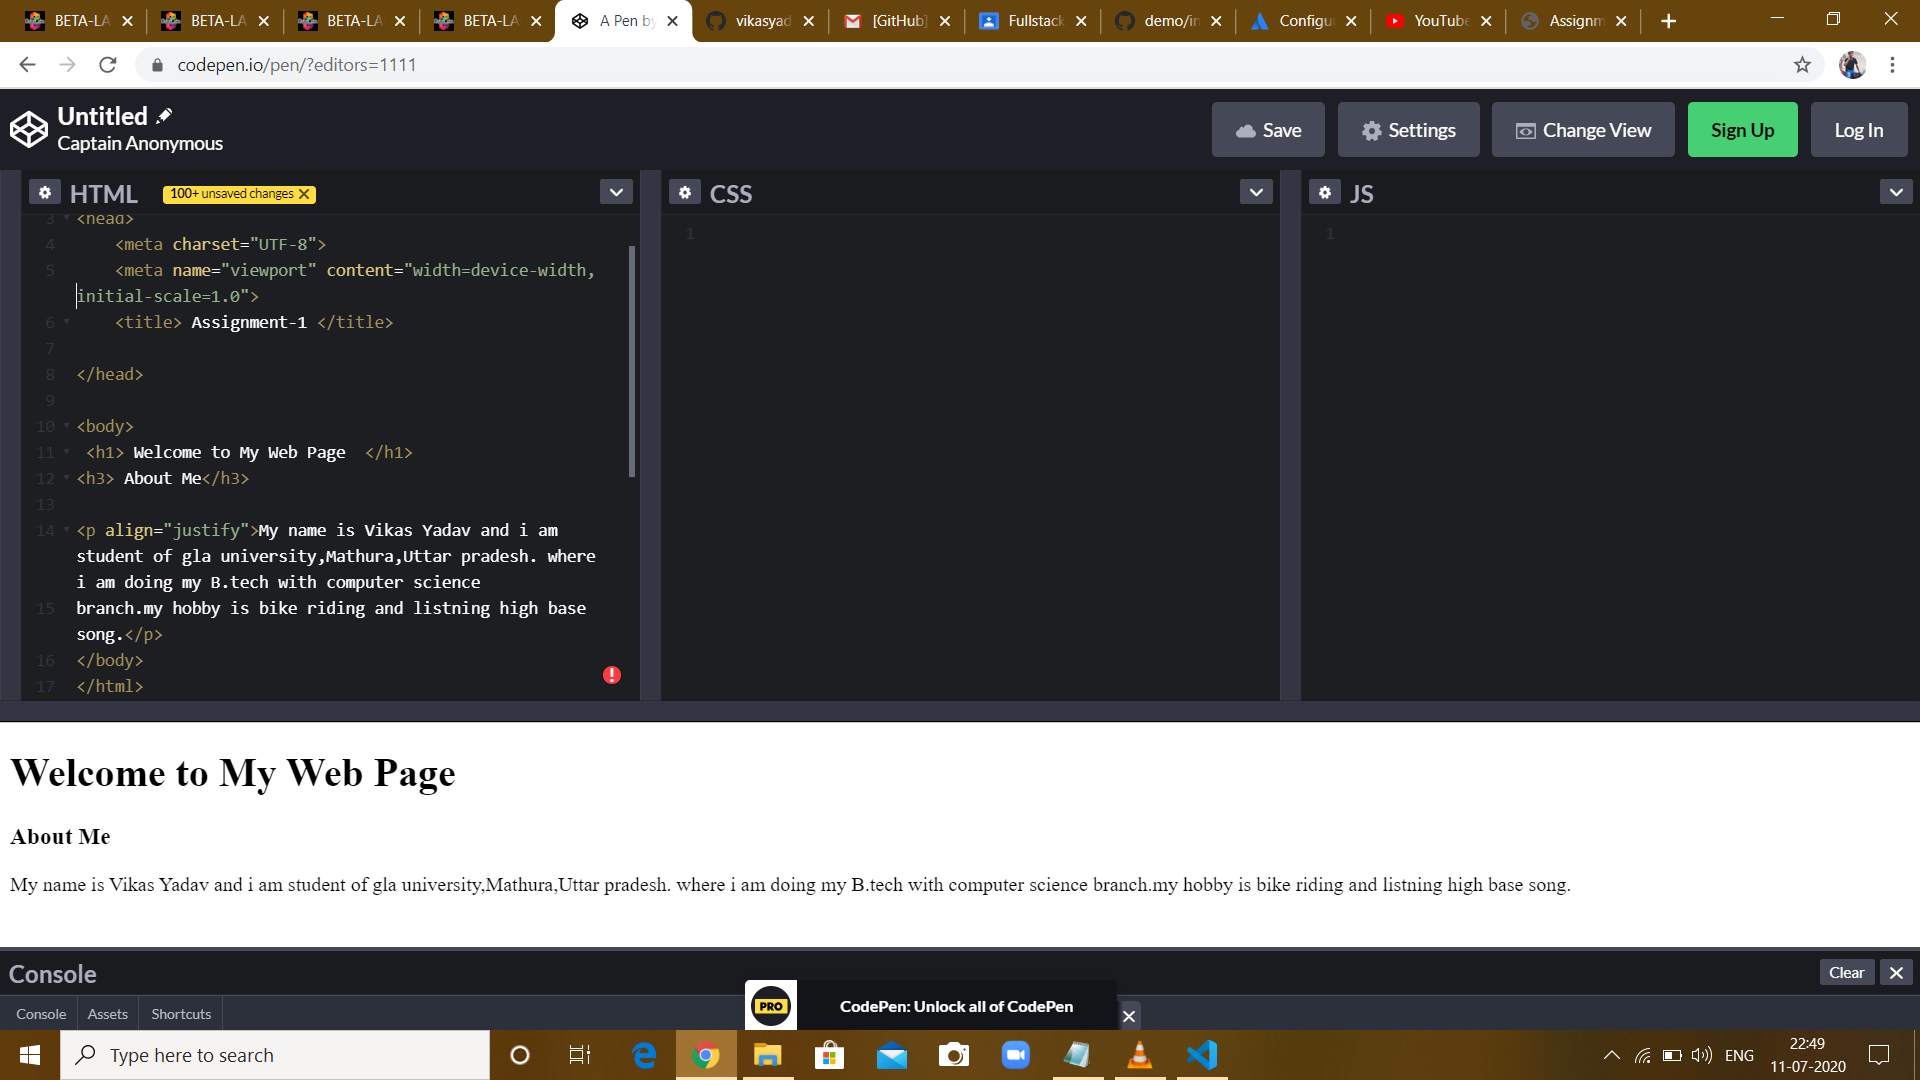 BETA-LA
BETA-LA
BETA-LA
BETA-LA
A Pen by
vikasyad
[GitHub]
Fullstack
demo/in
Configur
YouTube
Assignm
codepen.io/pen/?editors=1111
Untitled
Captain Anonymous
Save
Settings
Change View
Sign Up
Log In
HTML
100+ unsaved changes
CSS
JS
3 <head>
4 <meta charset="UTF-8">
5 <meta name="viewport" content="width=device-width,
initial-scale=1.0">
6 <title> Assignment-1 </title>
7
8 </head>
9
10 <body>
11 <h1> Welcome to My Web Page </h1>
12 <h3> About Me</h3>
13
14 <p align="justify">My name is Vikas Yadav and i am
student of gla university,Mathura,Uttar pradesh. where
i am doing my B.tech with computer science
15 branch.my hobby is bike riding and listning high base
song.</p>
16 </body>
17 </html>
1
1
Welcome to My Web Page
About Me
My name is Vikas Yadav and i am student of gla university,Mathura,Uttar pradesh. where i am doing my B.tech with computer science branch.my hobby is bike riding and listning high base song.
Console
Clear
Console
Assets
Shortcuts
PRO
CodePen: Unlock all of CodePen
Type here to search
ENG
22:49
11-07-2020